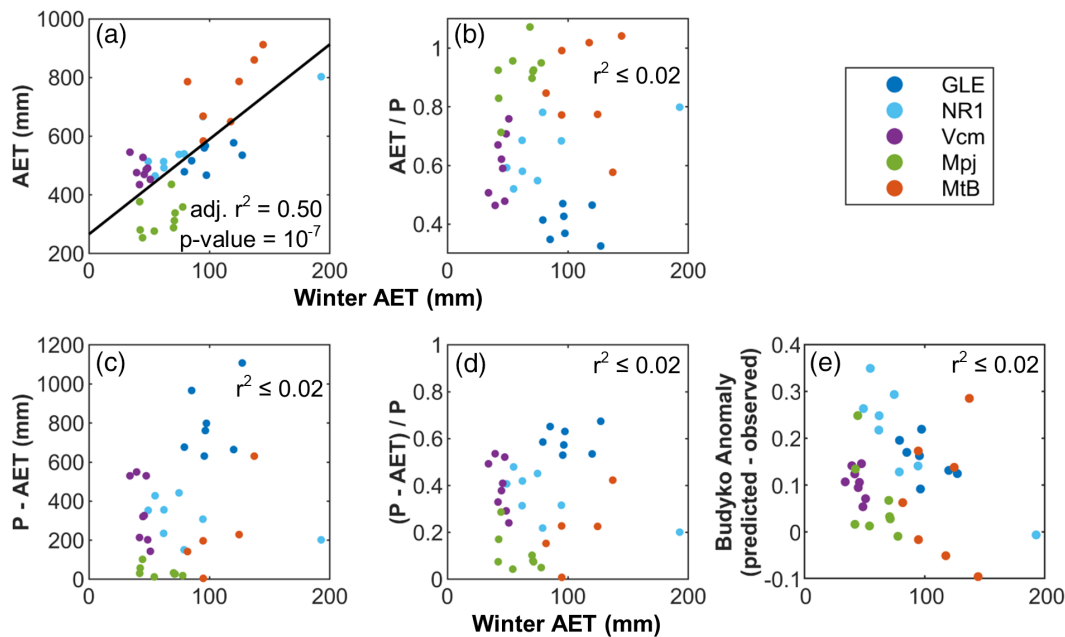 (a)
AET (mm)
1000
800
600
400
200
0
100
200
adj. r² = 0.50
p-value = 10⁻⁷
(b)
AET / P
1
0.8
0.6
0.4
0
100
200
r² ≤ 0.02
Winter AET (mm)
GLE
NR1
Vcm
Mpj
MtB
(c)
P - AET (mm)
1200
1000
800
600
400
200
0
0
100
200
r² ≤ 0.02
(d)
(P - AET) / P
1
0.8
0.6
0.4
0.2
0
0
100
200
r² ≤ 0.02
Winter AET (mm)
(e)
Budyko Anomaly
(predicted - observed)
0.4
0.3
0.2
0.1
0
-0.1
0
100
200
r² ≤ 0.02